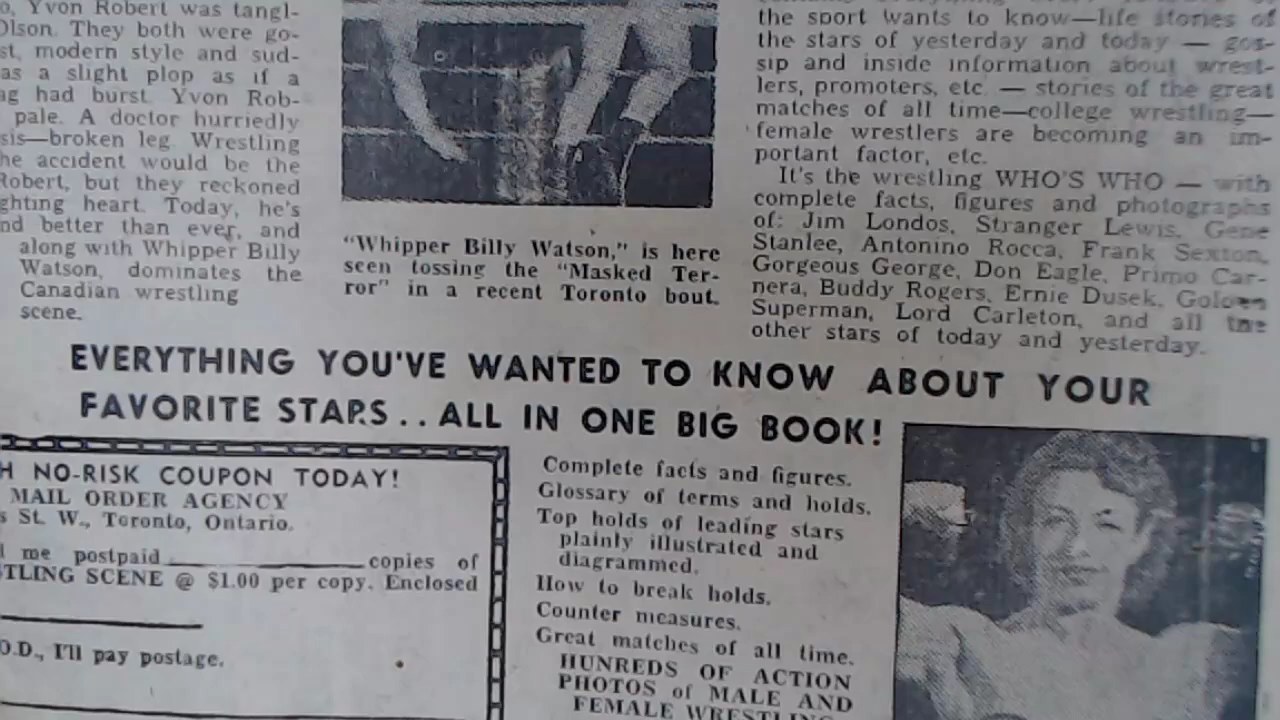 o, Yvon Robert was tangl-
Olson. They both were go-
st, modern style and sud-
as a slight plop as if a
ag had burst. Yvon Rob-
pale. A doctor hurriedly
sis—broken leg. Wrestling
he accident would be the
Robert, but they reckoned
ghting heart. Today, he's
nd better than ever, and
along with Whipper Billy
Watson, dominates the
Canadian wrestling
scene.
"Whipper Billy Watson," is here
seen tossing the "Masked Ter-
ror" in a recent Toronto bout.
the sport wants to know—life stories of
the stars of yesterday and today — gos-
sip and inside information about wrest-
lers, promoters, etc. — stories of the great
matches of all time—college wrestling—
female wrestlers are becoming an im-
portant factor, etc.
It's the wrestling WHO'S WHO — with
complete facts, figures and photographs
of: Jim Londos, Stranger Lewis, Gene
Stanlee, Antonino Rocca, Frank Sexton,
Gorgeous George, Don Eagle, Primo Car-
nera, Buddy Rogers, Ernie Dusek, Golden
Superman, Lord Carleton, and all the
other stars of today and yesterday.
EVERYTHING YOU'VE WANTED TO KNOW ABOUT YOUR
FAVORITE STARS . . ALL IN ONE BIG BOOK!
H NO-RISK COUPON TODAY!
MAIL ORDER AGENCY
s St. W., Toronto, Ontario.
l me postpaid ____________ copies of
TLING SCENE @ $1.00 per copy. Enclosed
O.D., I'll pay postage.
Complete facts and figures.
Glossary of terms and holds.
Top holds of leading stars
plainly illustrated and
diagrammed.
How to break holds.
Counter measures.
Great matches of all time.
HUNREDS OF ACTION
PHOTOS of MALE AND
FEMALE WRESTLING